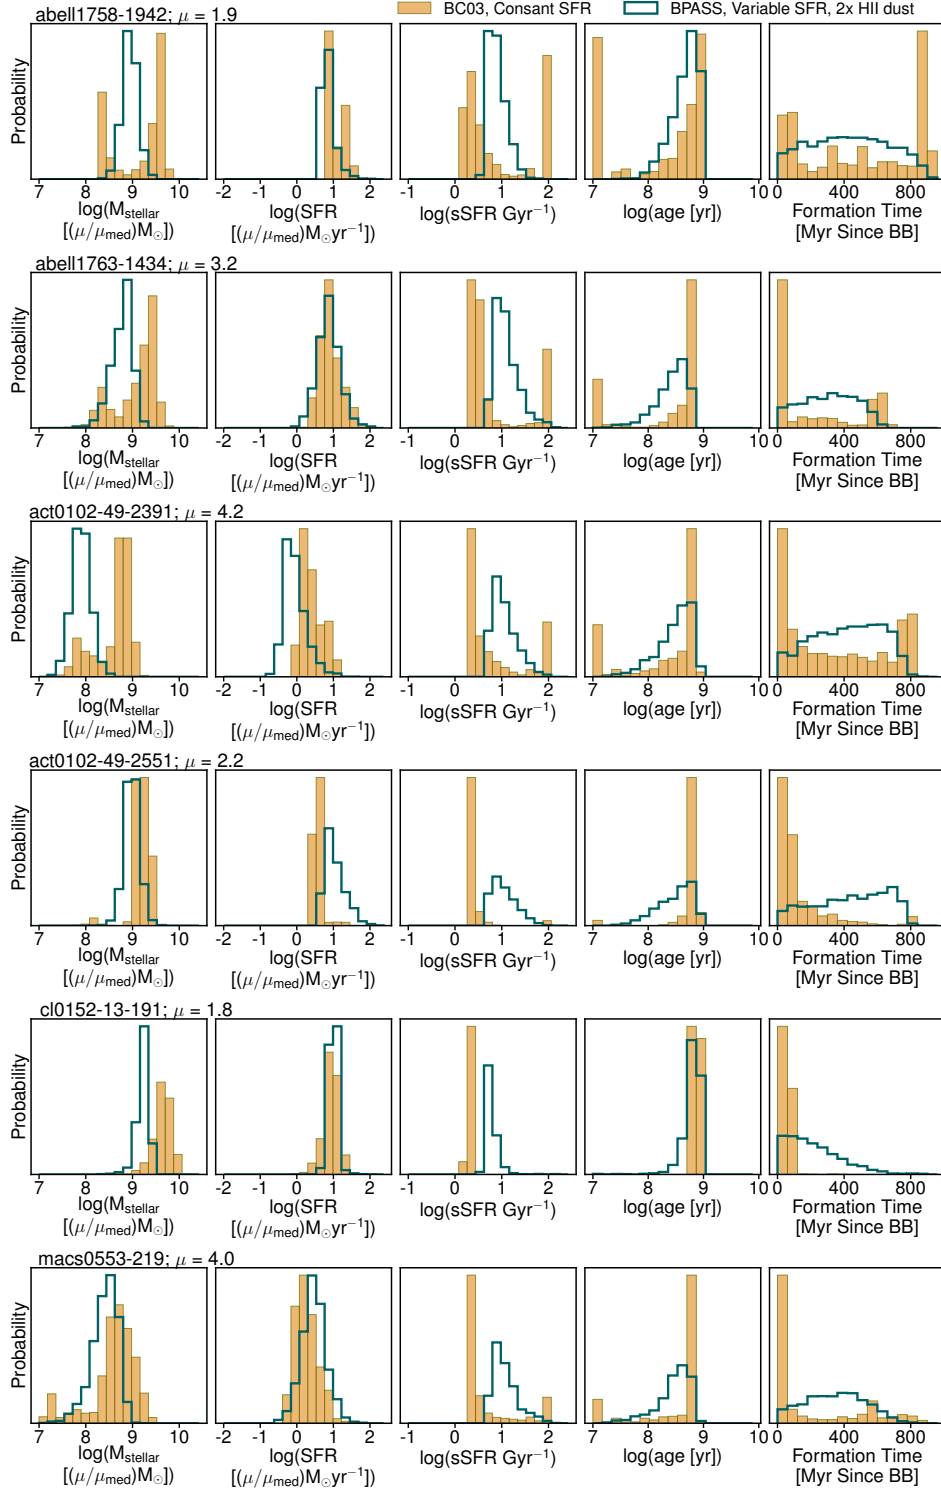 BC03, Consant SFR BPASS, Variable SFR, 2x HII dust
abell1758-1942; μ = 1.9
Probability
7 8 9 10 -2 -1 0 1 2 -1 0 1 2 7 8 9 10 0 400 800
log(M_stellar log(SFR log(sSFR Gyr⁻¹) log(age [yr]) Formation Time
[(μ/μ_med)M_☉]) [(μ/μ_med)M_☉yr⁻¹]) [Myr Since BB]
abell1763-1434; μ = 3.2
Probability
7 8 9 10 -2 -1 0 1 2 -1 0 1 2 7 8 9 10 0 400 800
log(M_stellar log(SFR log(sSFR Gyr⁻¹) log(age [yr]) Formation Time
[(μ/μ_med)M_☉]) [(μ/μ_med)M_☉yr⁻¹]) [Myr Since BB]
act0102-49-2391; μ = 4.2
Probability
7 8 9 10 -2 -1 0 1 2 -1 0 1 2 7 8 9 10 0 400 800
log(M_stellar log(SFR log(sSFR Gyr⁻¹) log(age [yr]) Formation Time
[(μ/μ_med)M_☉]) [(μ/μ_med)M_☉yr⁻¹]) [Myr Since BB]
act0102-49-2551; μ = 2.2
Probability
7 8 9 10 -2 -1 0 1 2 -1 0 1 2 7 8 9 10 0 400 800
log(M_stellar log(SFR log(sSFR Gyr⁻¹) log(age [yr]) Formation Time
[(μ/μ_med)M_☉]) [(μ/μ_med)M_☉yr⁻¹]) [Myr Since BB]
cl0152-13-191; μ = 1.8
Probability
7 8 9 10 -2 -1 0 1 2 -1 0 1 2 7 8 9 10 0 400 800
log(M_stellar log(SFR log(sSFR Gyr⁻¹) log(age [yr]) Formation Time
[(μ/μ_med)M_☉]) [(μ/μ_med)M_☉yr⁻¹]) [Myr Since BB]
macs0553-219; μ = 4.0
Probability
7 8 9 10 -2 -1 0 1 2 -1 0 1 2 7 8 9 10 0 400 800
log(M_stellar log(SFR log(sSFR Gyr⁻¹) log(age [yr]) Formation Time
[(μ/μ_med)M_☉]) [(μ/μ_med)M_☉yr⁻¹]) [Myr Since BB]